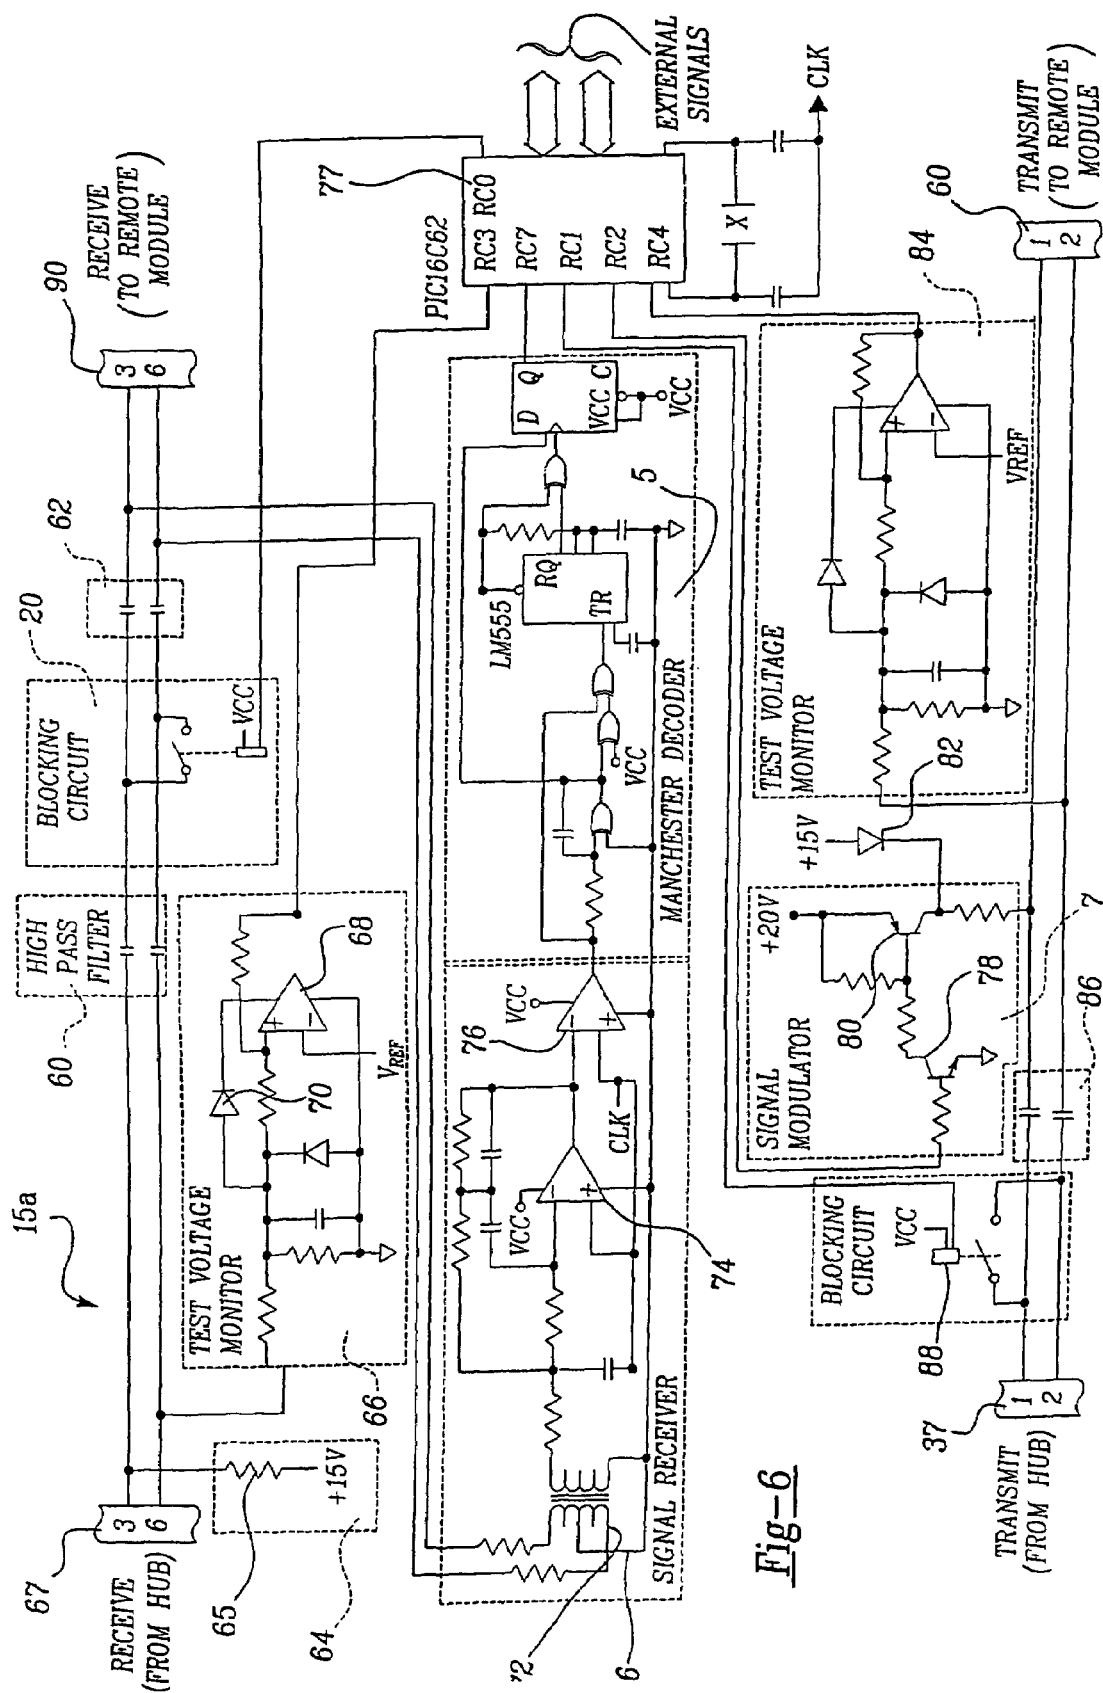 15a
67
RECEIVE
(FROM HUB)
3
6
65
64
+15V
60
HIGH
PASS
FILTER
BLOCKING
CIRCUIT
20
VCC
62
90
3
6
RECEIVE
(TO REMOTE
MODULE)
TEST VOLTAGE
MONITOR
66
70
68
VREF
77
PIC16C62
RC3 RC0
RC7
RC1
RC2
RC4
EXTERNAL
SIGNALS
X
CLK
SIGNAL RECEIVER
6
72
74
VCC
76
VCC
CLK
MANCHESTER DECODER
5
VCC
LM555
RQ
TR
D Q
VCC C
VCC
TRANSMIT
(FROM HUB)
37
1
2
BLOCKING
CIRCUIT
VCC
88
86
SIGNAL
MODULATOR
+20V
80
78
7
+15V
82
TEST VOLTAGE
MONITOR
84
VREF
60
1
2
TRANSMIT
(TO REMOTE
MODULE)
Fig-6